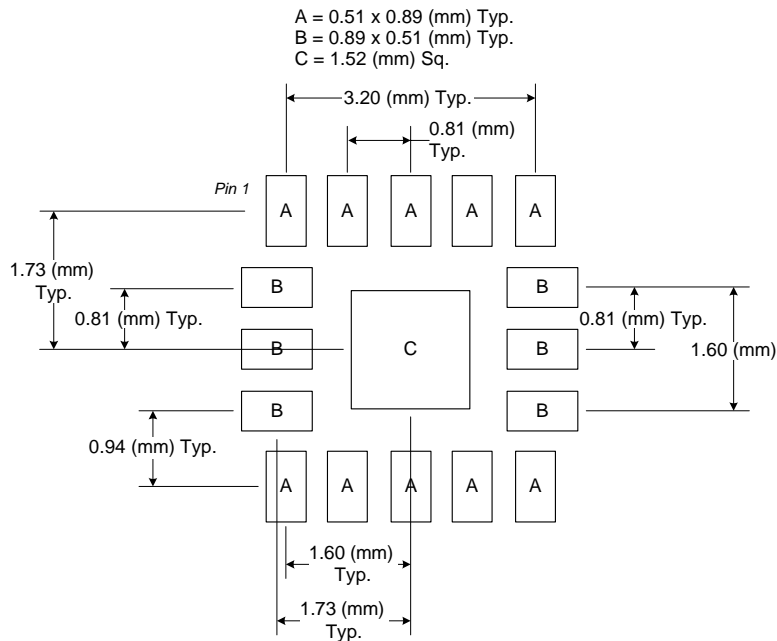 A = 0.51 x 0.89 (mm) Typ.
B = 0.89 x 0.51 (mm) Typ.
C = 1.52 (mm) Sq.
3.20 (mm) Typ.
0.81 (mm)
Typ.
Pin 1
A
A
A
A
A
1.73 (mm)
Typ.
B
B
0.81 (mm) Typ.
0.81 (mm) Typ.
B
C
B
1.60 (mm)
B
B
0.94 (mm) Typ.
A
A
A
A
A
1.60 (mm)
Typ.
1.73 (mm)
Typ.